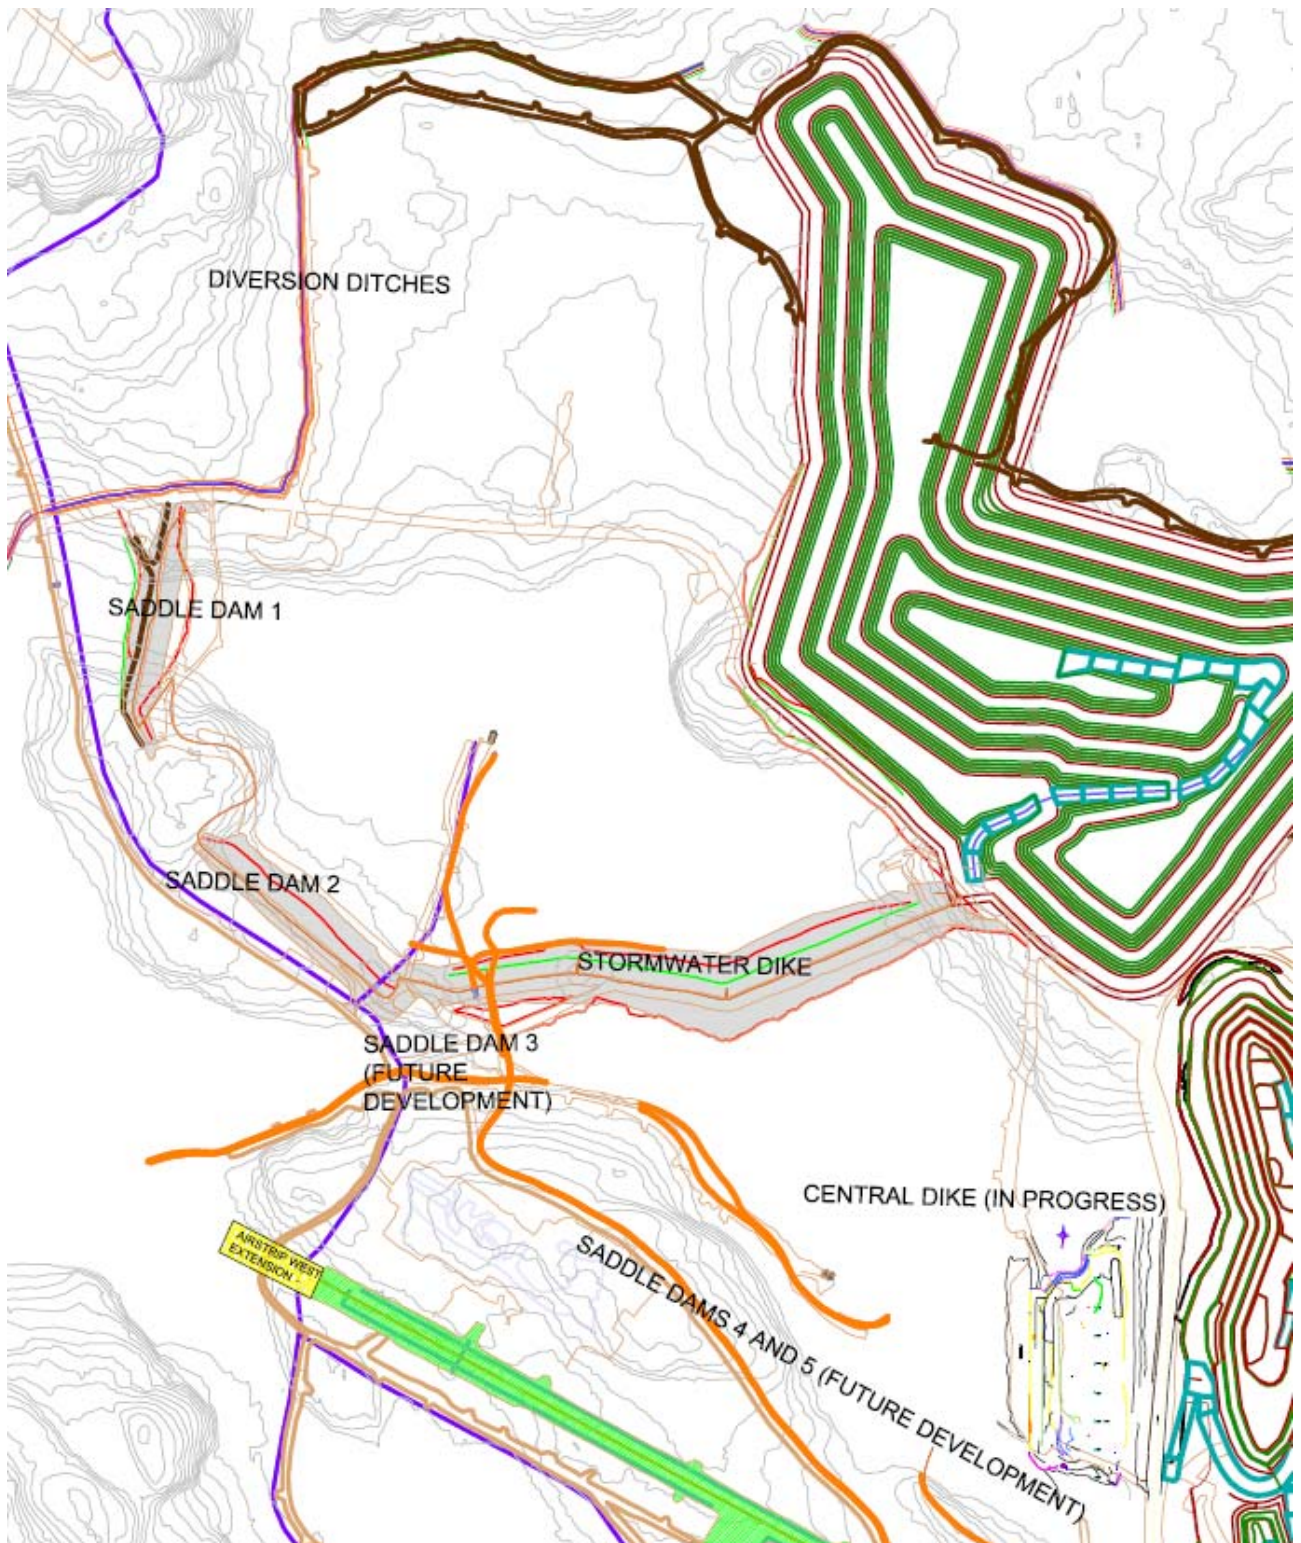 DIVERSION DITCHES
SADDLE DAM 1
SADDLE DAM 2
STORMWATER DIKE
SADDLE DAM 3
(FUTURE
DEVELOPMENT)
CENTRAL DIKE (IN PROGRESS)
AIRSTRIP WEST
EXTENSION
SADDLE DAMS 4 AND 5 (FUTURE DEVELOPMENT)